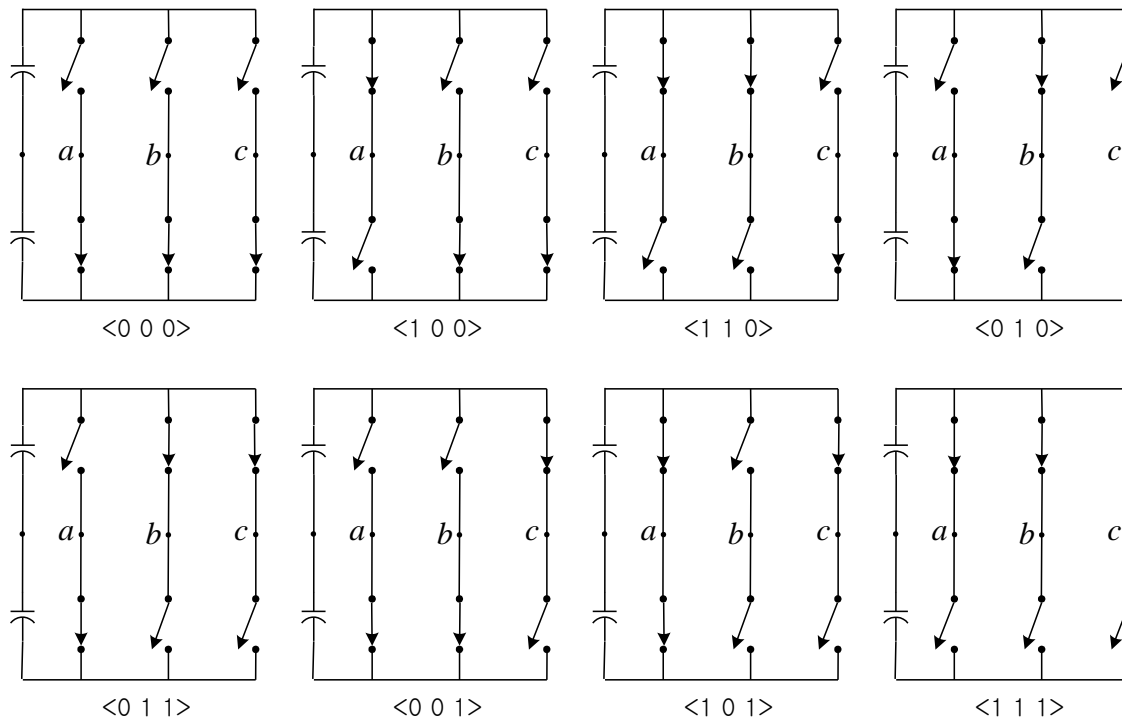 a b c a b c a b c a b c
<0 0 0> <1 0 0> <1 1 0> <0 1 0>
a b c a b c a b c a b c
<0 1 1> <0 0 1> <1 0 1> <1 1 1>